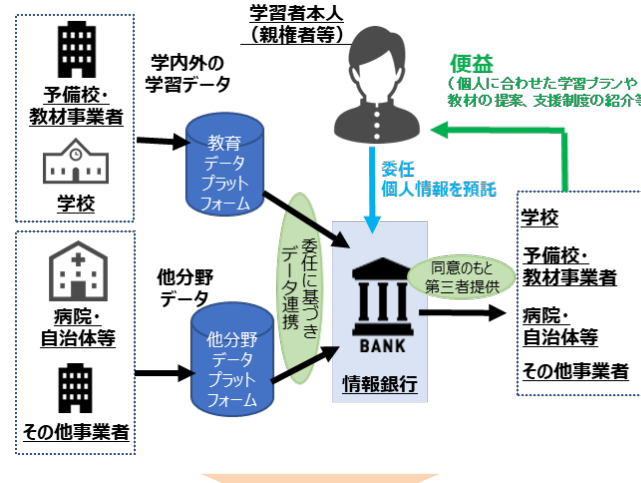 学習者本人
（親権者等）
学内外の
学習データ
予備校・
教材事業者
学校
教育
データ
プラット
フォーム
便益
（個人に合わせた学習プランや
教材の提案、支援制度の紹介等
委任
個人情報を預託
病院・
自治体等
その他事業者
他分野
データ
他分野
データ
プラット
フォーム
委任に基づき
データ連携
BANK
情報銀行
同意のもと
第三者提供
学校
予備校・
教材事業者
病院・
自治体等
その他事業者